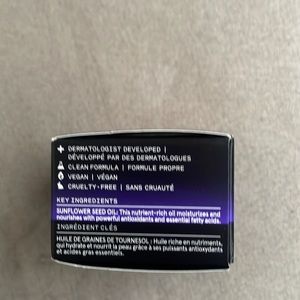 DERMATOLOGIST DEVELOPED |
DÉVELOPPÉ PAR DES DERMATOLOGUES
CLEAN FORMULA | FORMULE PROPRE
VEGAN | VÉGAN
CRUELTY-FREE | SANS CRUAUTÉ
KEY INGREDIENTS
SUNFLOWER SEED OIL: This nutrient-rich oil moisturizes and
nourishes with powerful antioxidants and essential fatty acids.
INGRÉDIENT CLÉS
HUILE DE GRAINES DE TOURNESOL : Huile riche en nutriments,
qui hydrate et nourrit la peau grâce à ses puissants antioxydants
et acides gras essentiels.